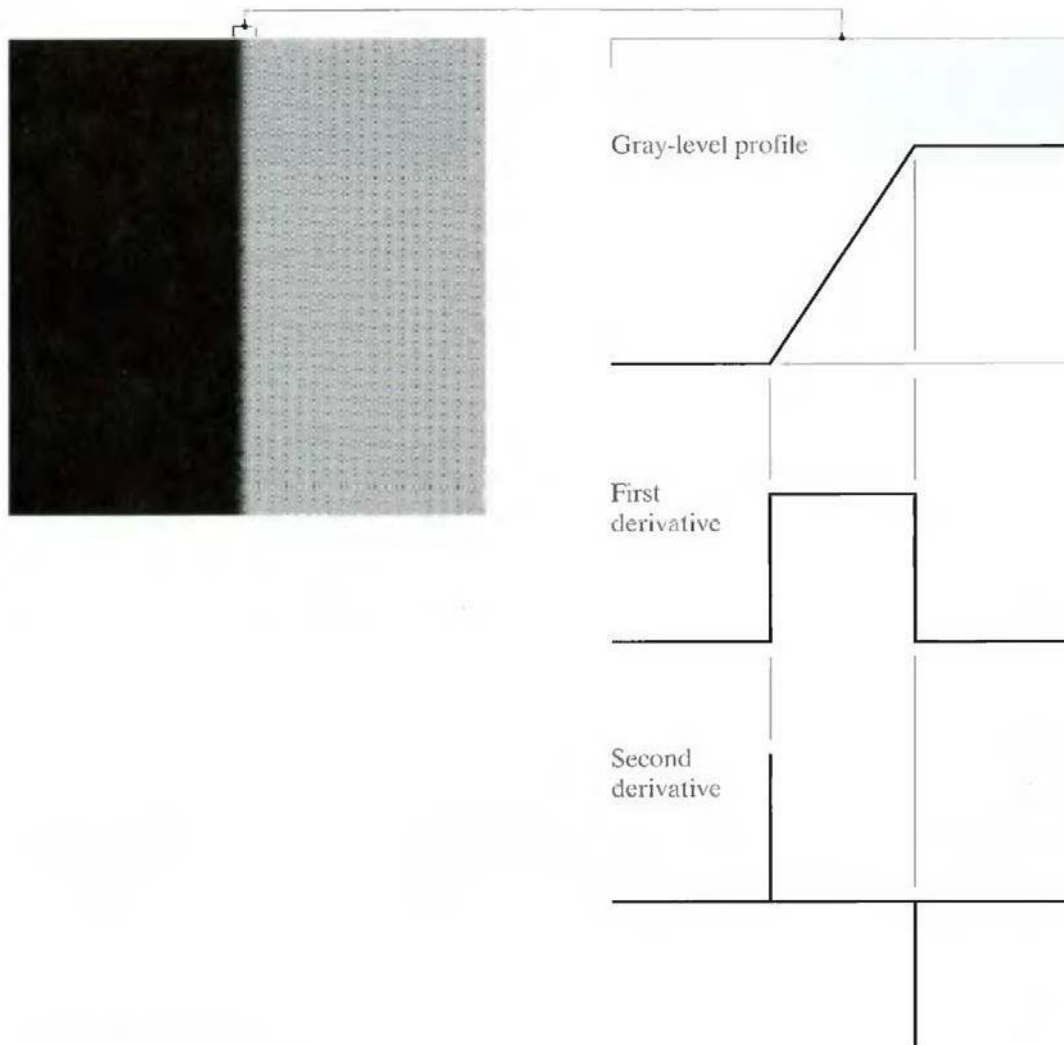 Gray-level profile
First
derivative
Second
derivative